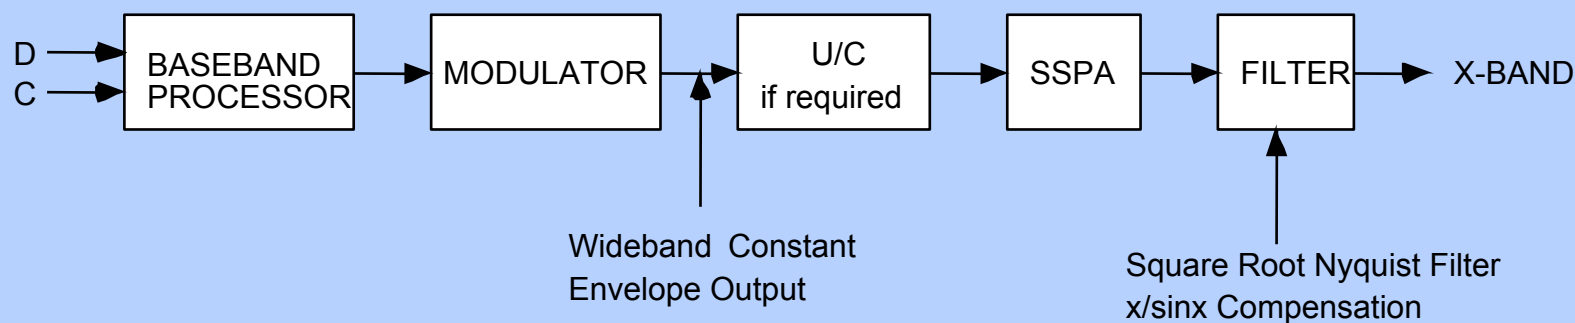 D
C
BASEBAND
PROCESSOR
MODULATOR
U/C
if required
SSPA
FILTER
X-BAND
Wideband Constant
Envelope Output
Square Root Nyquist Filter
x/sinx Compensation